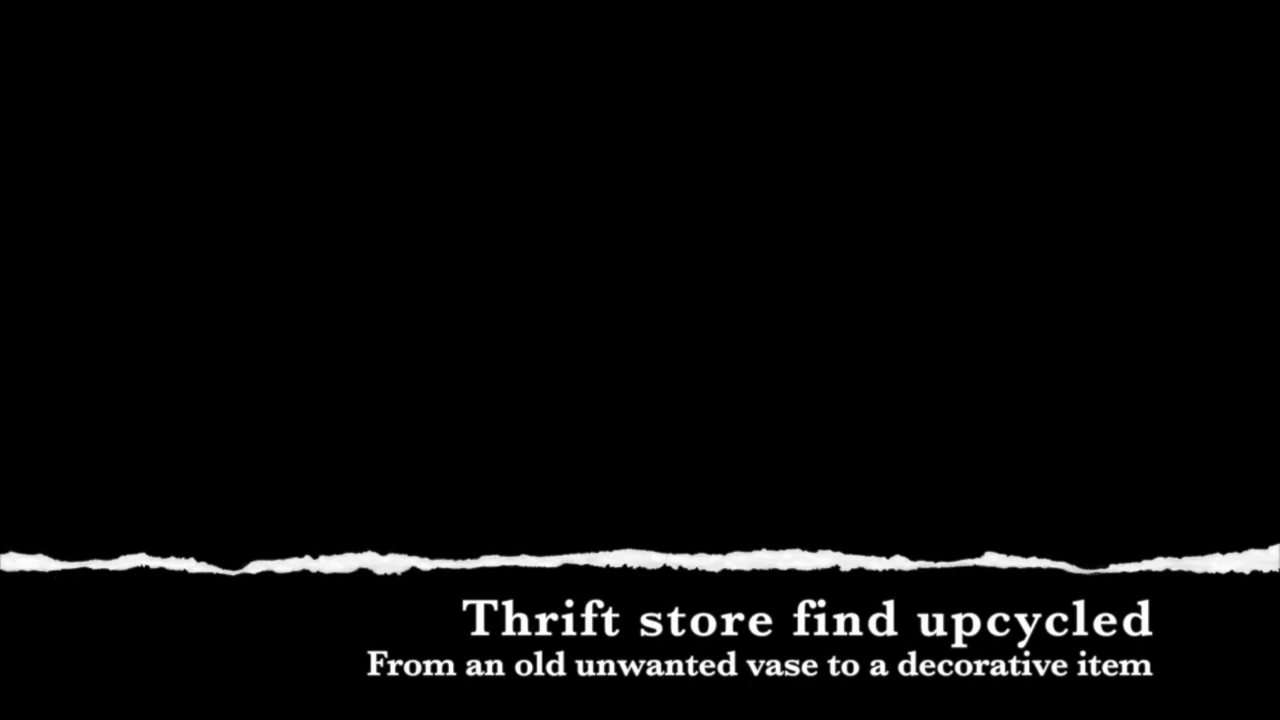 Thrift store find upcycled
From an old unwanted vase to a decorative item